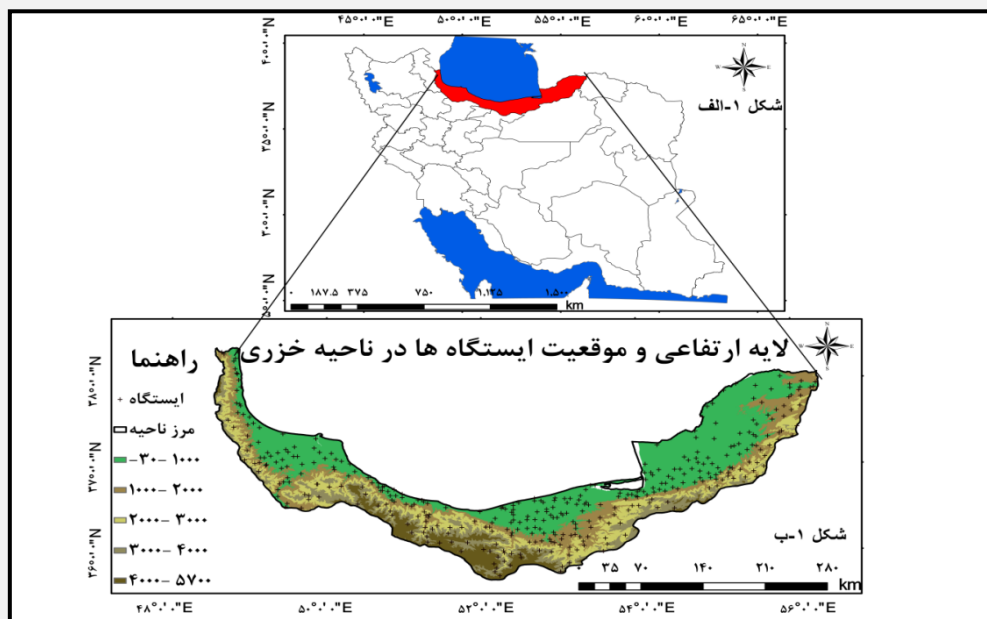 ۴۵°۰'۰"E ۵۰°۰'۰"E ۵۵°۰'۰"E ۶۰°۰'۰"E ۶۵°۰'۰"E
۴۰°۰'۰"N
۳۵°۰'۰"N
۳۰°۰'۰"N
N
W E
S
شکل ۱-الف
۰ ۱۸۷.۵ ۳۷۵ ۷۵۰ ۱,۱۲۵ ۱,۵۰۰
km
لایه ارتفاعی و موقعیت ایستگاه ها در ناحیه خزری
راهنما
ایستگاه
مرز ناحیه
-۳۰-۱۰۰۰
۱۰۰۰-۲۰۰۰
۲۰۰۰-۳۰۰۰
۳۰۰۰-۴۰۰۰
۴۰۰۰-۵۷۰۰
۳۸°۰'۰"N
۳۷°۰'۰"N
۳۶°۰'۰"N
شکل ۱-ب
۳۵ ۷۰ ۱۴۰ ۲۱۰ ۲۸۰
km
۴۸°۰'۰"E ۵۰°۰'۰"E ۵۲°۰'۰"E ۵۴°۰'۰"E ۵۶°۰'۰"E